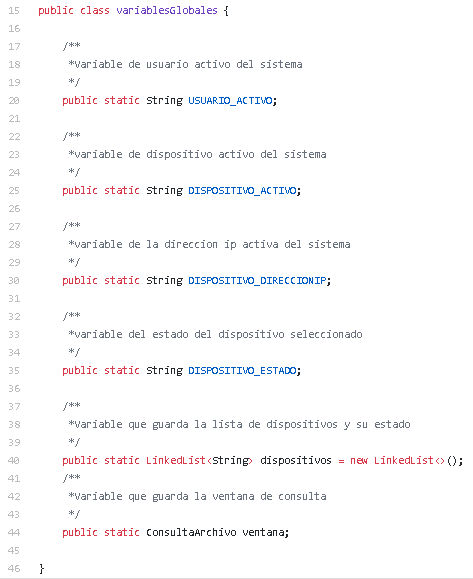 15 public class variablesGlobales {
16
17 /**
18 *Variable de usuario activo del sistema
19 */
20 public static String USUARIO_ACTIVO;
21
22 /**
23 *variable de dispositivo activo del sistema
24 */
25 public static String DISPOSITIVO_ACTIVO;
26
27 /**
28 *variable de la direccion ip activa del sistema
29 */
30 public static String DISPOSITIVO_DIRECCIONIP;
31
32 /**
33 *variable del estado del dispositivo seleccionado
34 */
35 public static String DISPOSITIVO_ESTADO;
36
37 /**
38 *Variable que guarda la lista de dispositivos y su estado
39 */
40 public static LinkedList<String> dispositivos = new LinkedList<>();
41 /**
42 *Variable que guarda la ventana de consulta
43 */
44 public static ConsultaArchivo ventana;
45
46 }